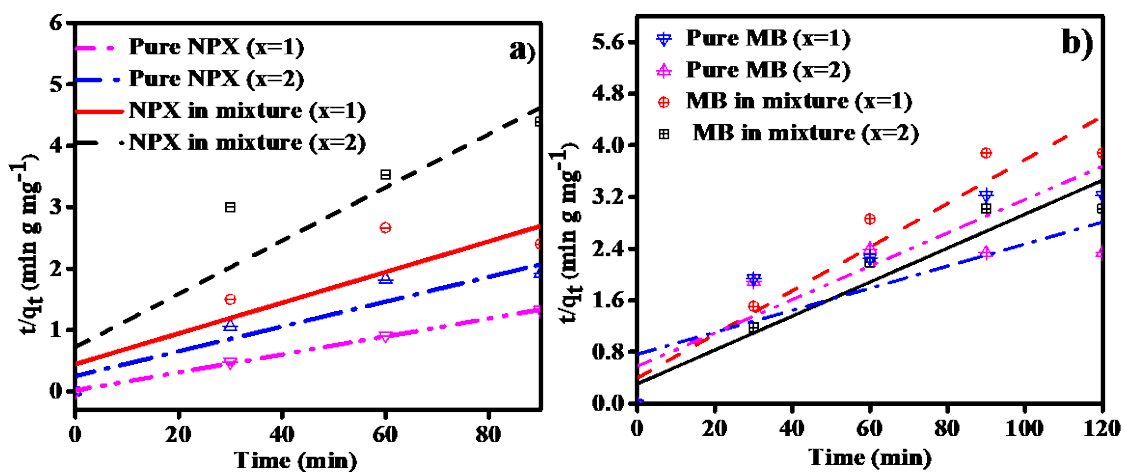 a)
Pure NPX (x=1)
Pure NPX (x=2)
NPX in mixture (x=1)
NPX in mixture (x=2)
t/qt (min g mg-1)
6
5
4
3
2
1
0
0 20 40 60 80
Time (min)
b)
Pure MB (x=1)
Pure MB (x=2)
MB in mixture (x=1)
MB in mixture (x=2)
t/qt (min g mg-1)
5.6
4.8
4.0
3.2
2.4
1.6
0.8
0.0
0 20 40 60 80 100 120
Time (min)